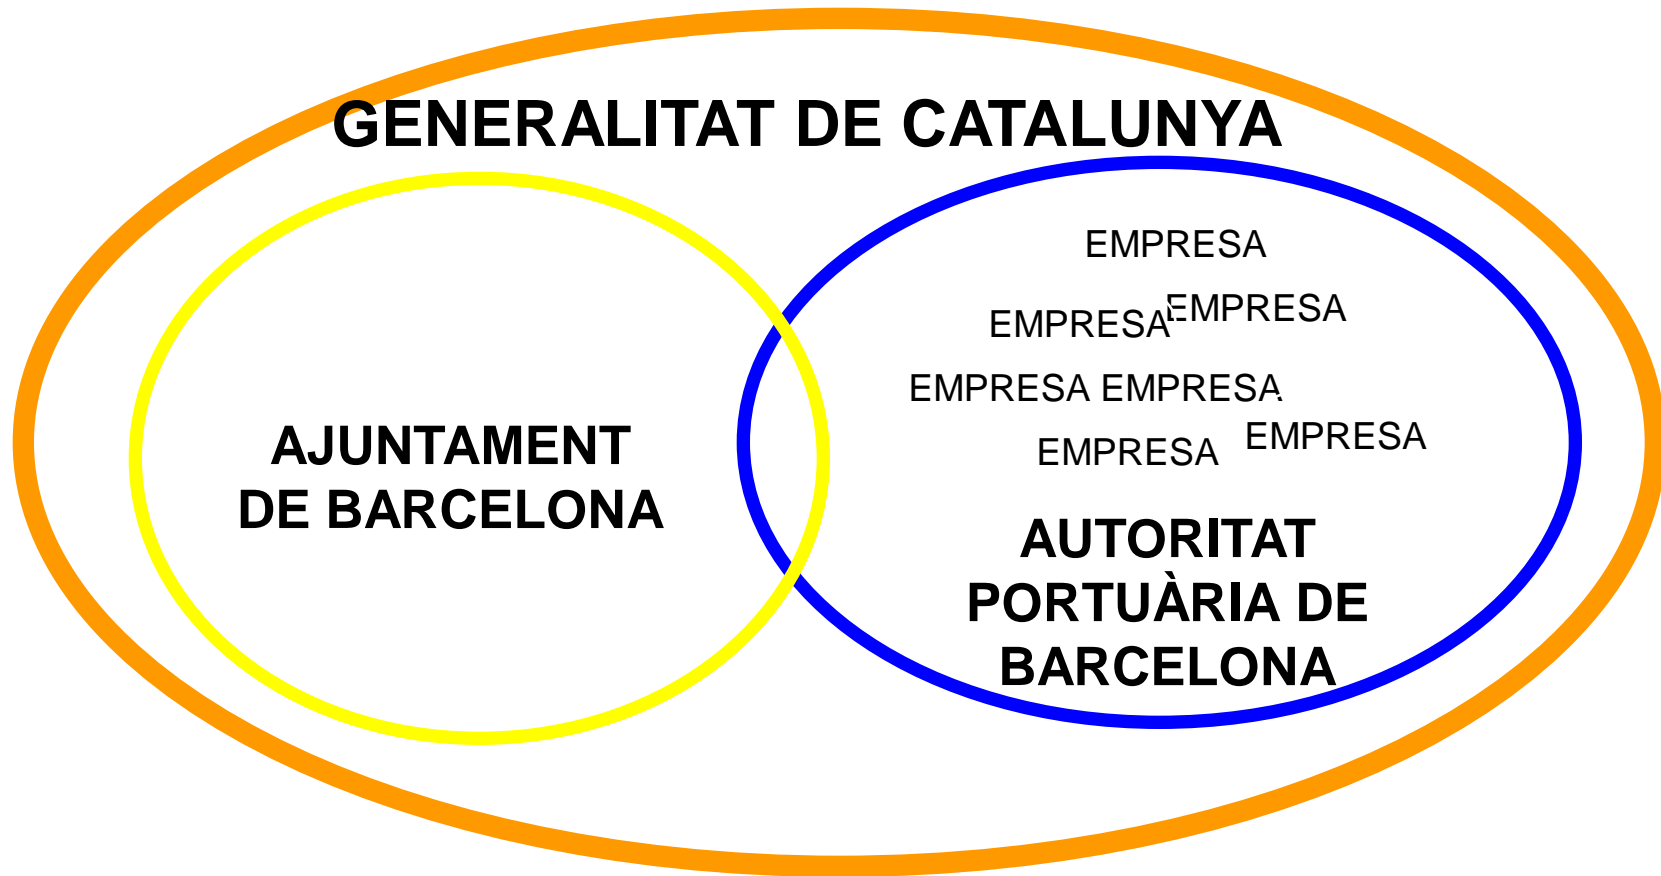 GENERALITAT DE CATALUNYA
EMPRESA
EMPRESA
EMPRESA
EMPRESA EMPRESA
EMPRESA
EMPRESA
AJUNTAMENT
DE BARCELONA
AUTORITAT
PORTUÀRIA DE
BARCELONA